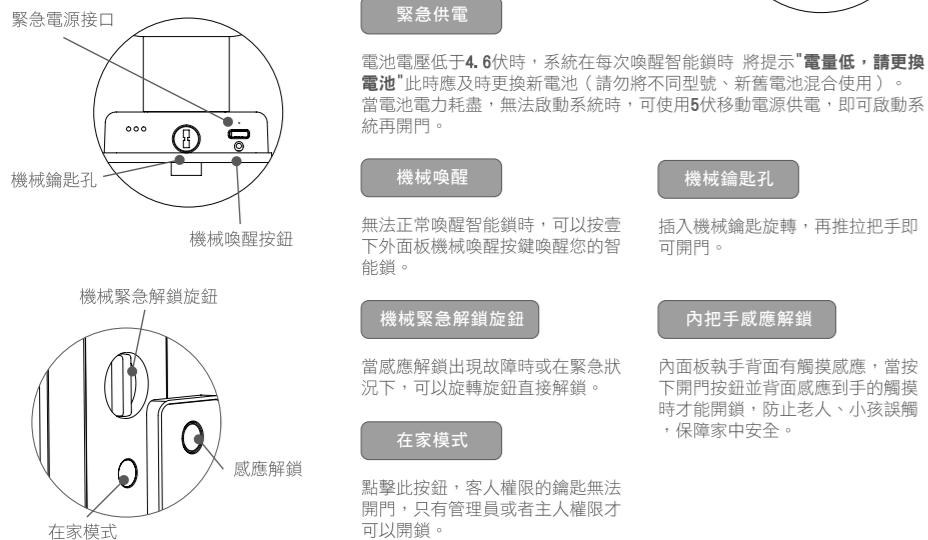 緊急電源接口
機械鑰匙孔
機械喚醒按鈕
機械緊急解鎖旋鈕
感應解鎖
在家模式
緊急供電
電池電壓低于4.6伏時，系統在每次喚醒智能鎖時 將提示"電量低，請更換
電池"此時應及時更換新電池（請勿將不同型號、新舊電池混合使用）。
當電池電力耗盡，無法啟動系統時，可使用5伏移動電源供電，即可啟動系
統再開門。
機械喚醒
無法正常喚醒智能鎖時，可以按壹
下外面板機械喚醒按鍵喚醒您的智
能鎖。
機械鑰匙孔
插入機械鑰匙旋轉，再推拉把手即
可開門。
機械緊急解鎖旋鈕
當感應解鎖出現故障時或在緊急狀
況下，可以旋轉旋鈕直接解鎖。
內把手感應解鎖
內面板執手背面有觸摸感應，當按
下開門按鈕並背面感應到手的觸摸
時才能開鎖，防止老人、小孩誤觸
，保障家中安全。
在家模式
點擊此按鈕，客人權限的鑰匙無法
開門，只有管理員或者主人權限才
可以開鎖。